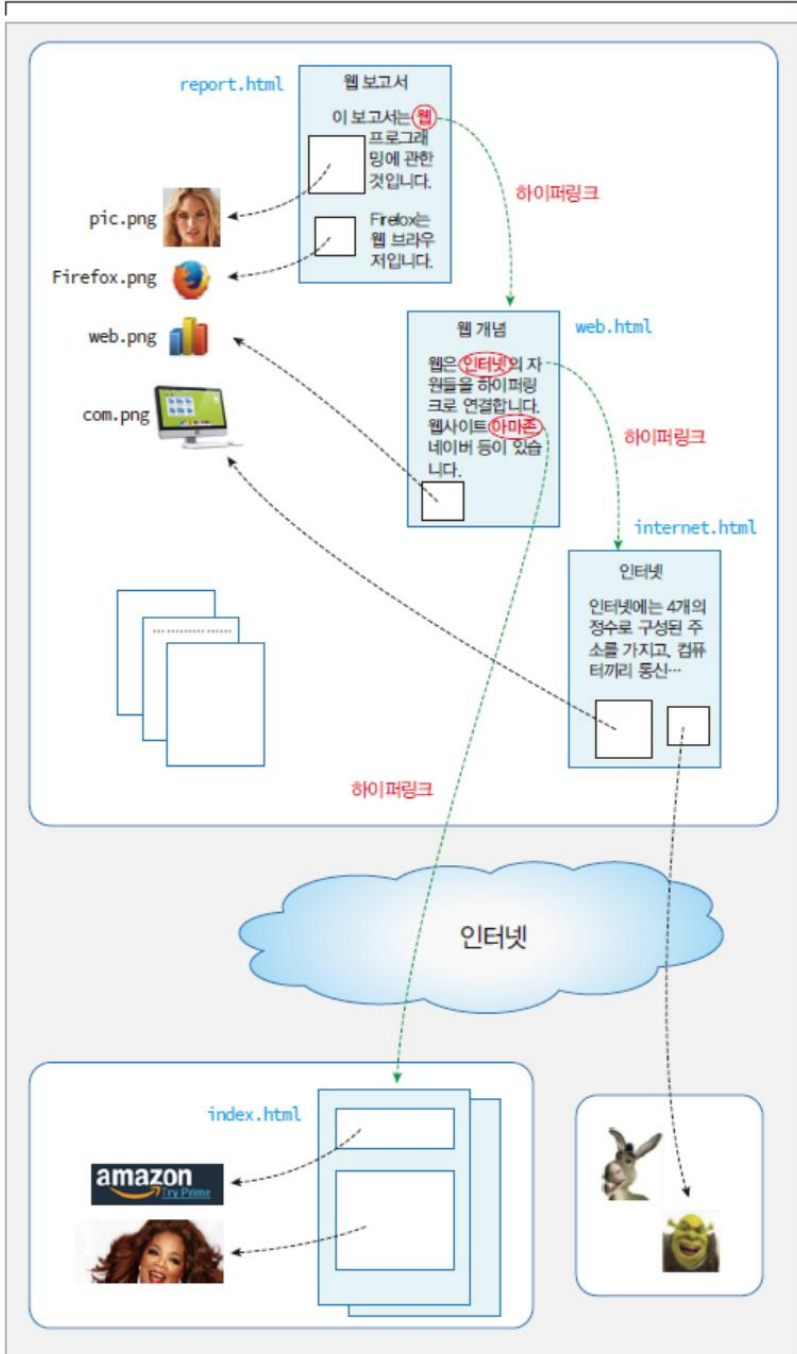 report.html
웹 보고서
이 보고서는 웹
프로그래
밍에 관한
것입니다.
하이퍼링크
pic.png
Firefox는
웹 브라우
저입니다.
Firefox.png
web.png
웹 개념
web.html
웹은 인터넷의 자
원들을 하이퍼링
크로 연결합니다.
웹사이트 아마존,
네이버 등이 있습
니다.
com.png
하이퍼링크
internet.html
인터넷
인터넷에는 4개의
정수로 구성된 주
소를 가지고, 컴퓨
터끼리 통신…
하이퍼링크
인터넷
index.html
amazon
Try Prime